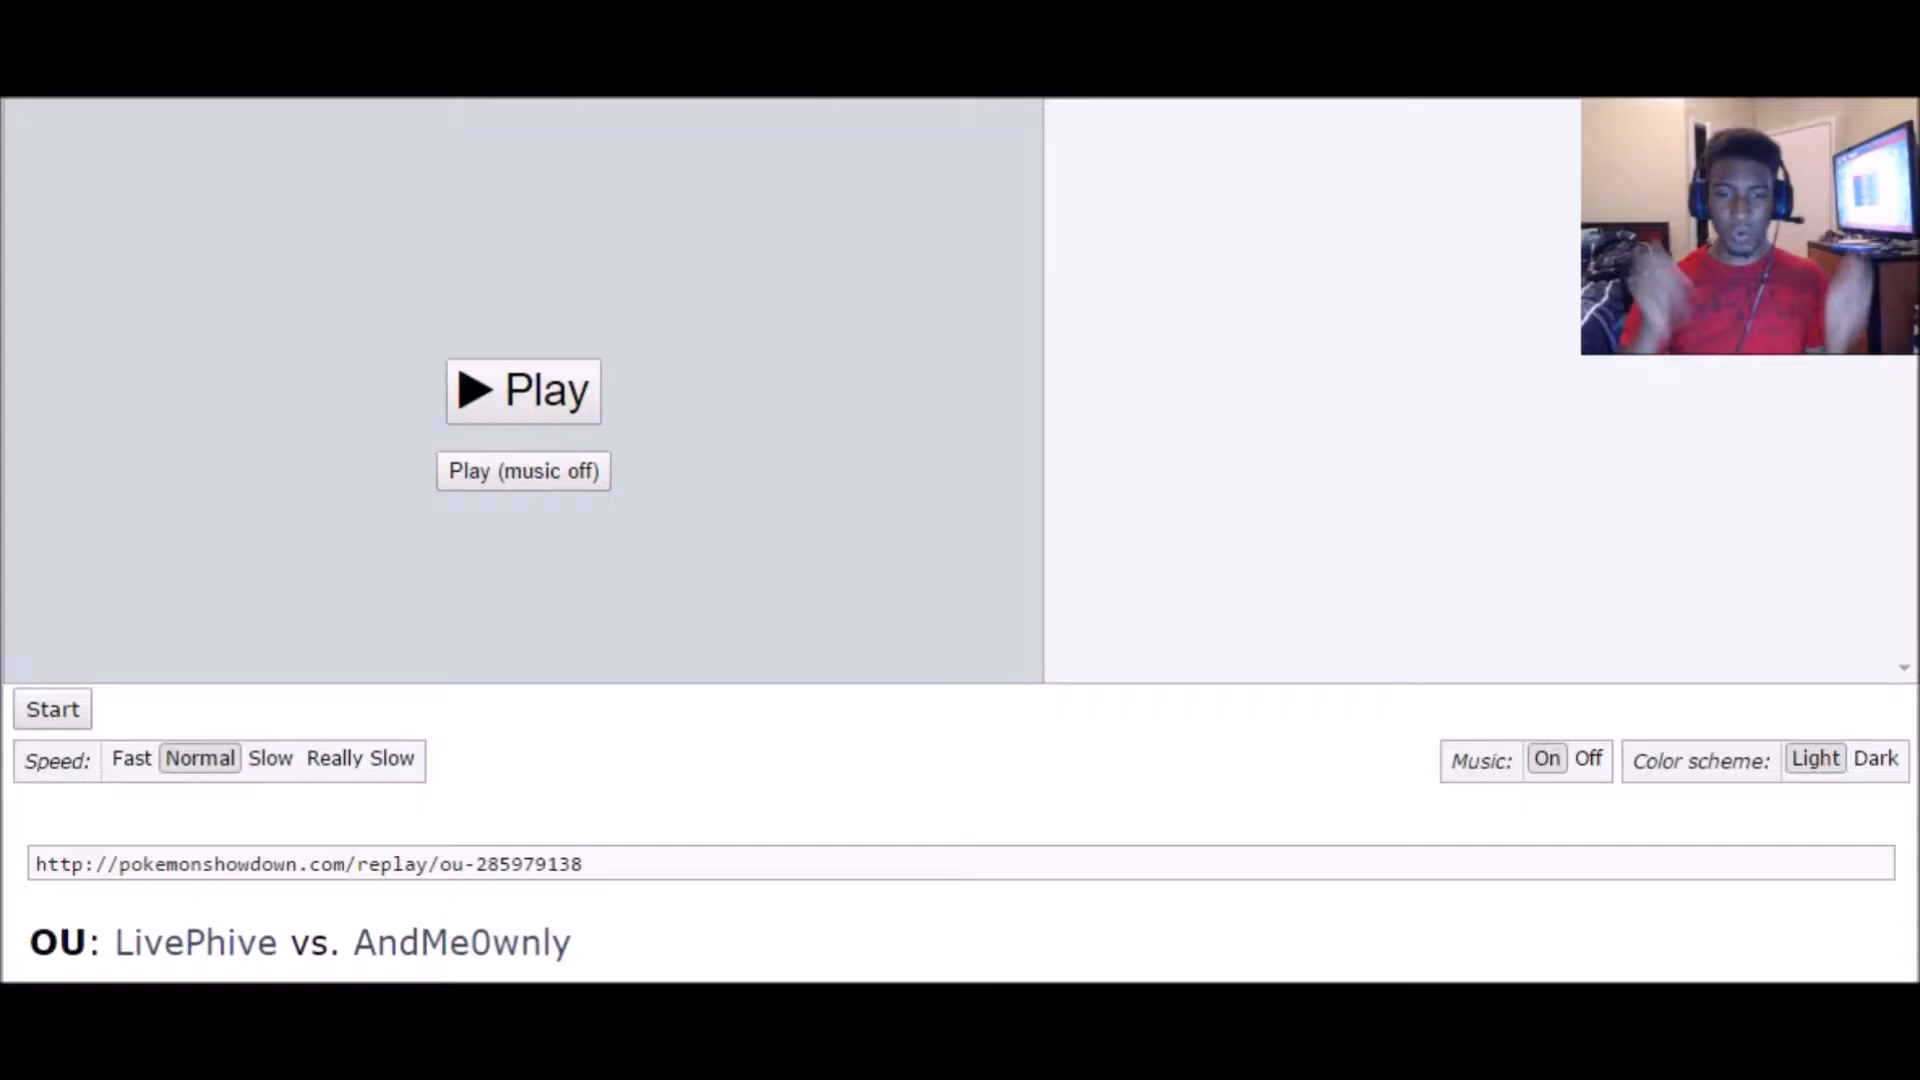 ▶ Play
Play (music off)
Start
Speed: Fast Normal Slow Really Slow
Music: On Off
Color scheme: Light Dark
http://pokemonshowdown.com/replay/ou-285979138
OU: LivePhive vs. AndMe0wnly